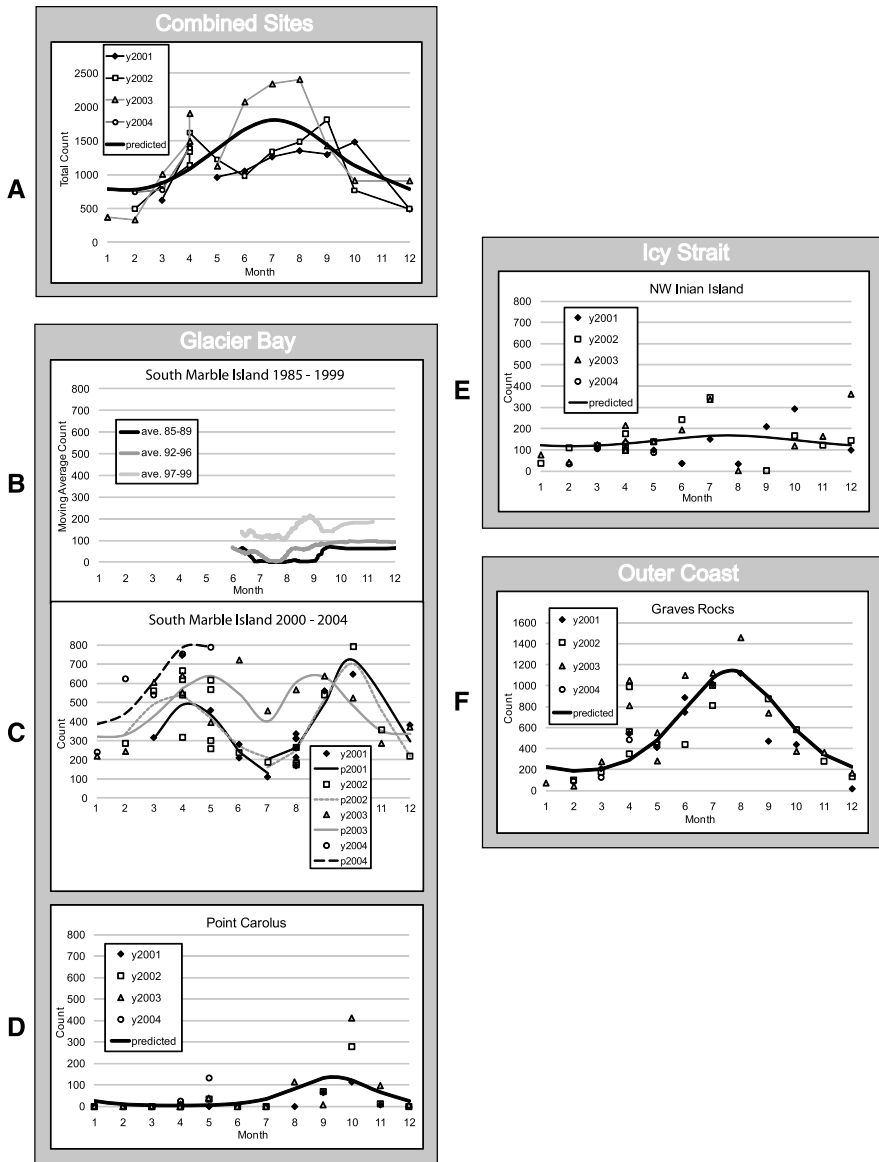 Combined Sites
y2001
y2002
y2003
y2004
predicted
2500
2000
1500
1000
500
0
Total Count
1 2 3 4 5 6 7 8 9 10 11 12
Month
A
Glacier Bay
South Marble Island 1985 - 1999
800
700
600
500
400
300
200
100
0
Moving Average Count
ave. 85-89
ave. 92-96
ave. 97-99
1 2 3 4 5 6 7 8 9 10 11 12
Month
B
South Marble Island 2000 - 2004
800
700
600
500
400
300
200
100
0
Count
1 2 3 4 5 6 7 8 9 10 11 12
Month
y2001
p2001
y2002
p2002
y2003
p2003
y2004
p2004
C
Point Carolus
800
700
600
500
400
300
200
100
0
Count
y2001
y2002
y2003
y2004
predicted
1 2 3 4 5 6 7 8 9 10 11 12
Month
D
Icy Strait
NW Inian Island
800
700
600
500
400
300
200
100
0
Count
y2001
y2002
y2003
y2004
predicted
1 2 3 4 5 6 7 8 9 10 11 12
Month
E
Outer Coast
Graves Rocks
1600
1400
1200
1000
800
600
400
200
0
Count
y2001
y2002
y2003
y2004
predicted
1 2 3 4 5 6 7 8 9 10 11 12
Month
F